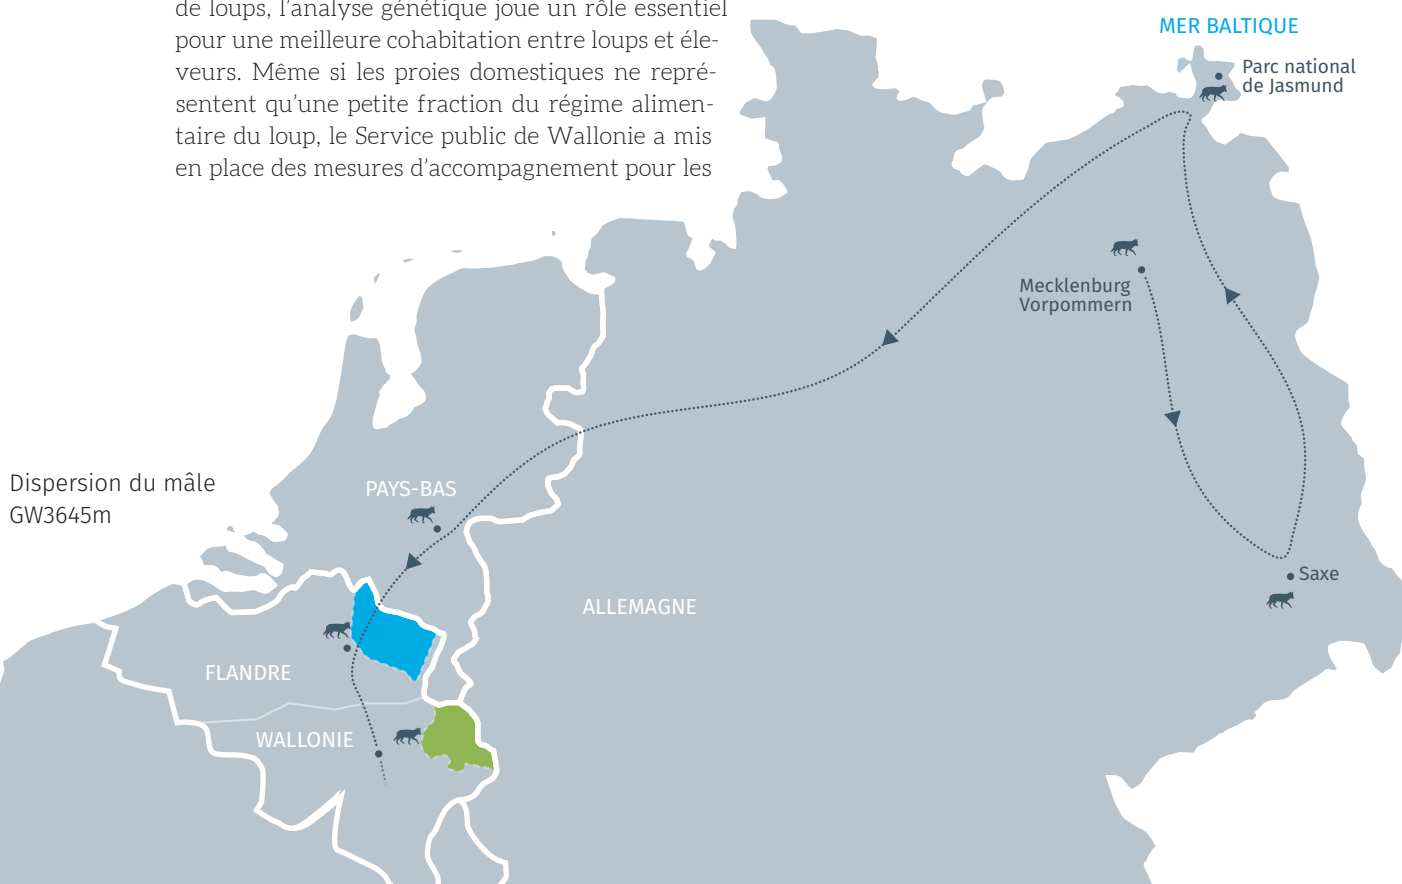 de loups, l’analyse génétique joue un rôle essentiel
pour une meilleure cohabitation entre loups et éle-
veurs. Même si les proies domestiques ne repré-
sentent qu’une petite fraction du régime alimen-
taire du loup, le Service public de Wallonie a mis
en place des mesures d’accompagnement pour les
MER BALTIQUE
Parc national
de Jasmund
Mecklenburg
Vorpommern
Dispersion du mâle
GW3645m
PAYS-BAS
Saxe
ALLEMAGNE
FLANDRE
WALLONIE